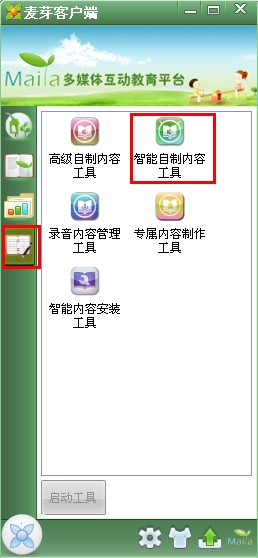 麦芽客户端
Maila 多媒体互动教育平台
高级自制内容
工具
智能自制内容
工具
录音内容管理
工具
专属内容制作
工具
智能内容安装
工具
启动工具
Maila